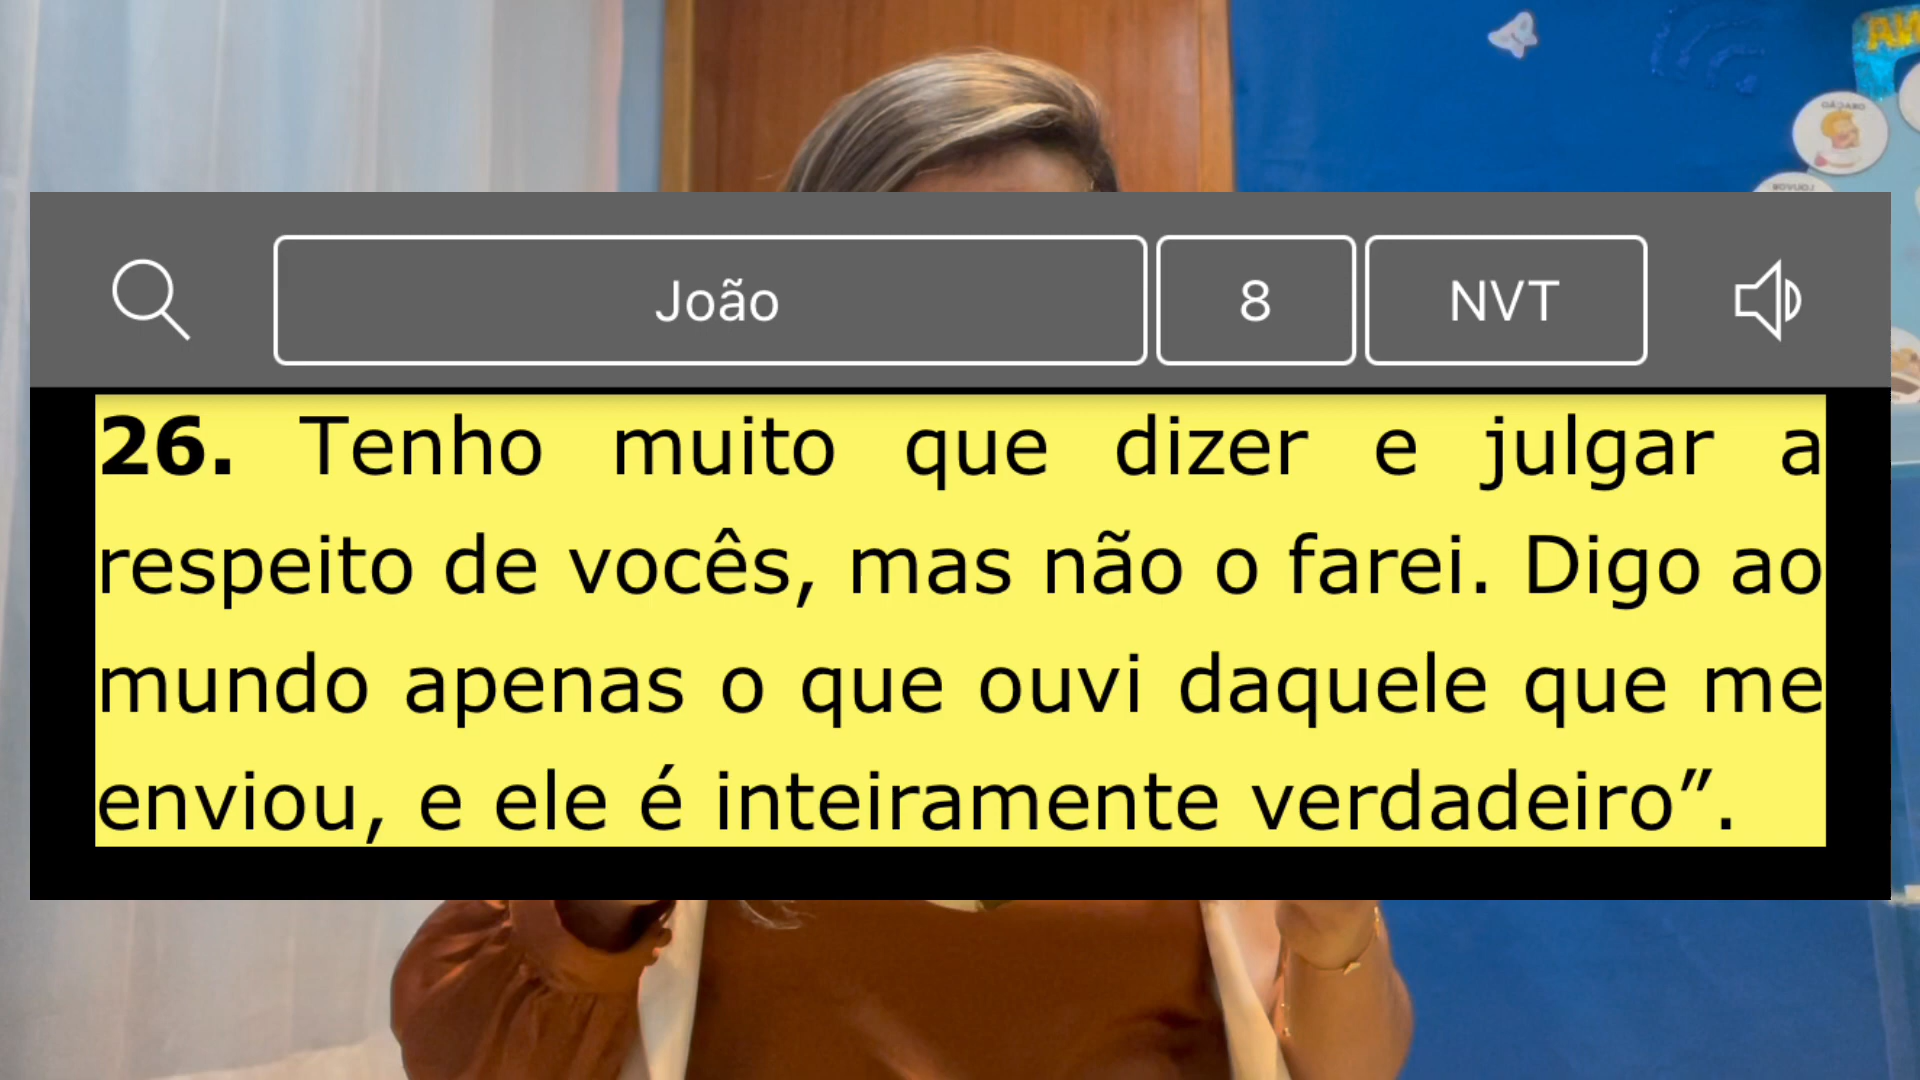 João 8 NVT
26. Tenho muito que dizer e julgar a
respeito de vocês, mas não o farei. Digo ao
mundo apenas o que ouvi daquele que me
enviou, e ele é inteiramente verdadeiro”.